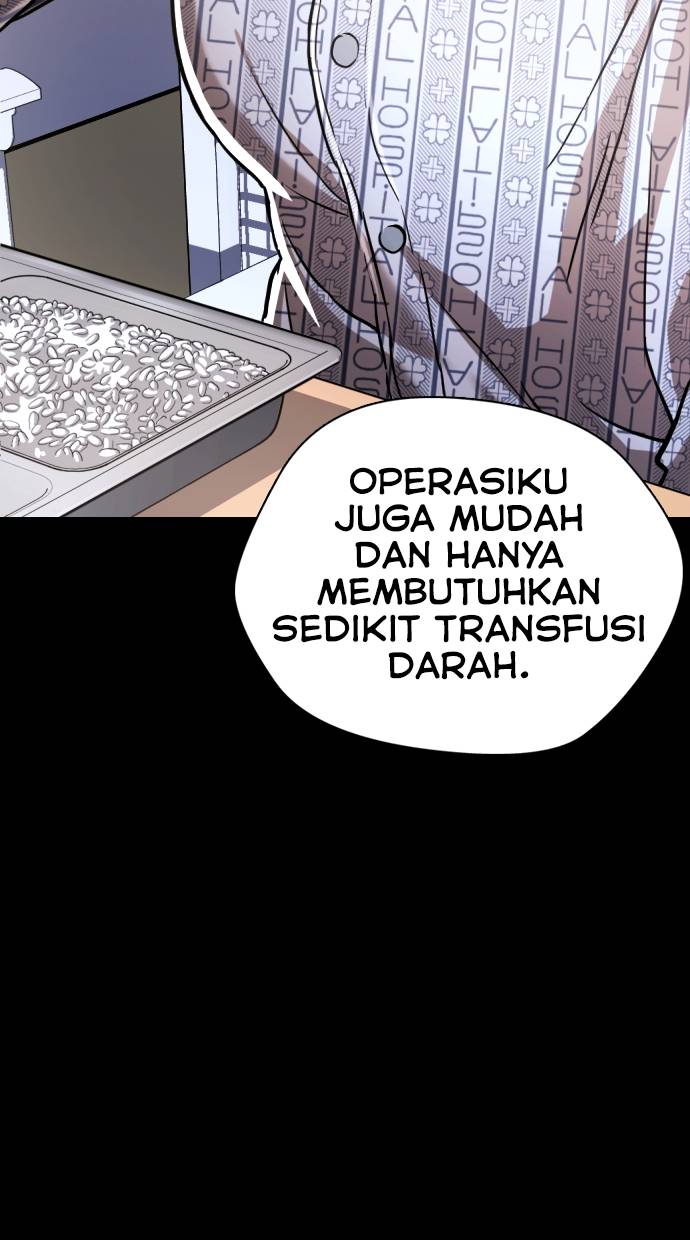 OPERASIKU
JUGA MUDAH
DAN HANYA
MEMBUTUHKAN
SEDIKIT TRANSFUSI
DARAH.